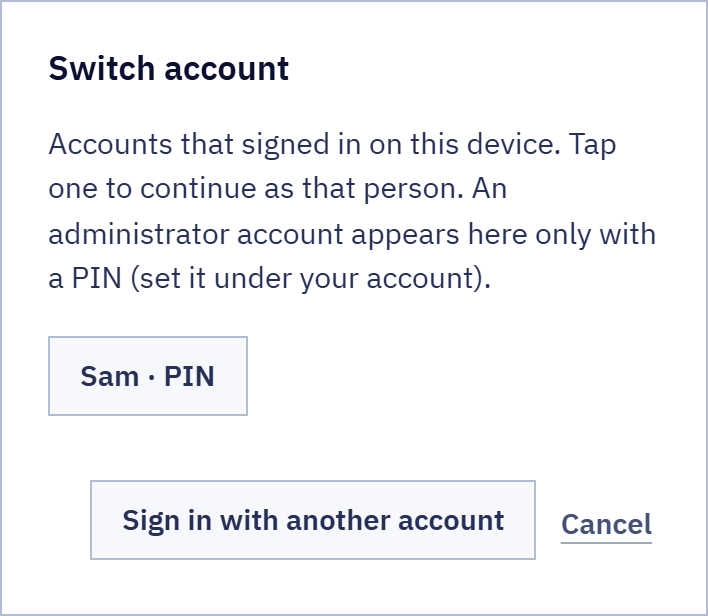 Switch account
Accounts that signed in on this device. Tap
one to continue as that person. An
administrator account appears here only with
a PIN (set it under your account).
Sam · PIN
Sign in with another account
Cancel